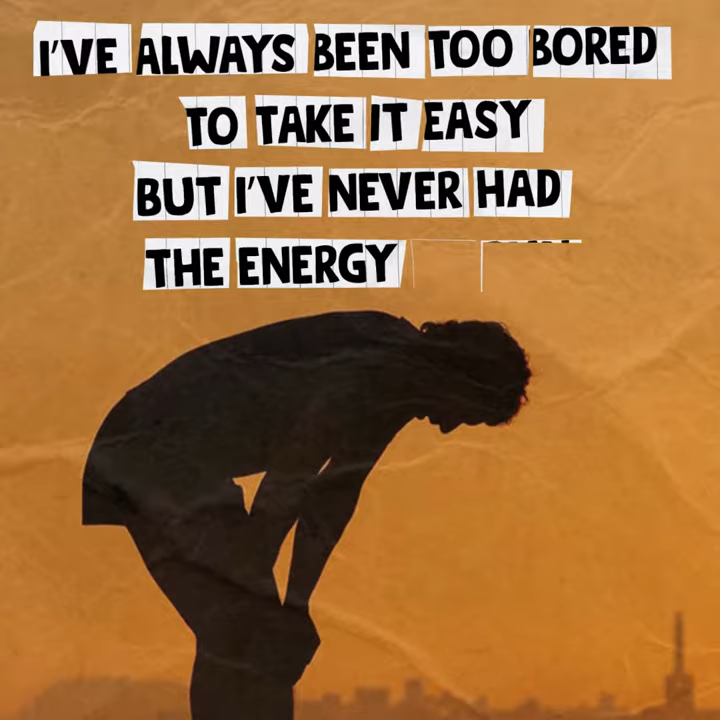 I'VE ALWAYS BEEN TOO BORED
TO TAKE IT EASY
BUT I'VE NEVER HAD
THE ENERGY